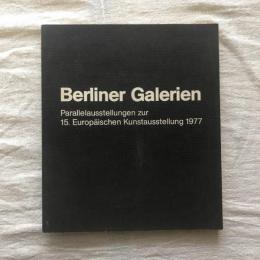 Berliner Galerien
Parallelausstellungen zur
15. Europäischen Kunstausstellung 1977